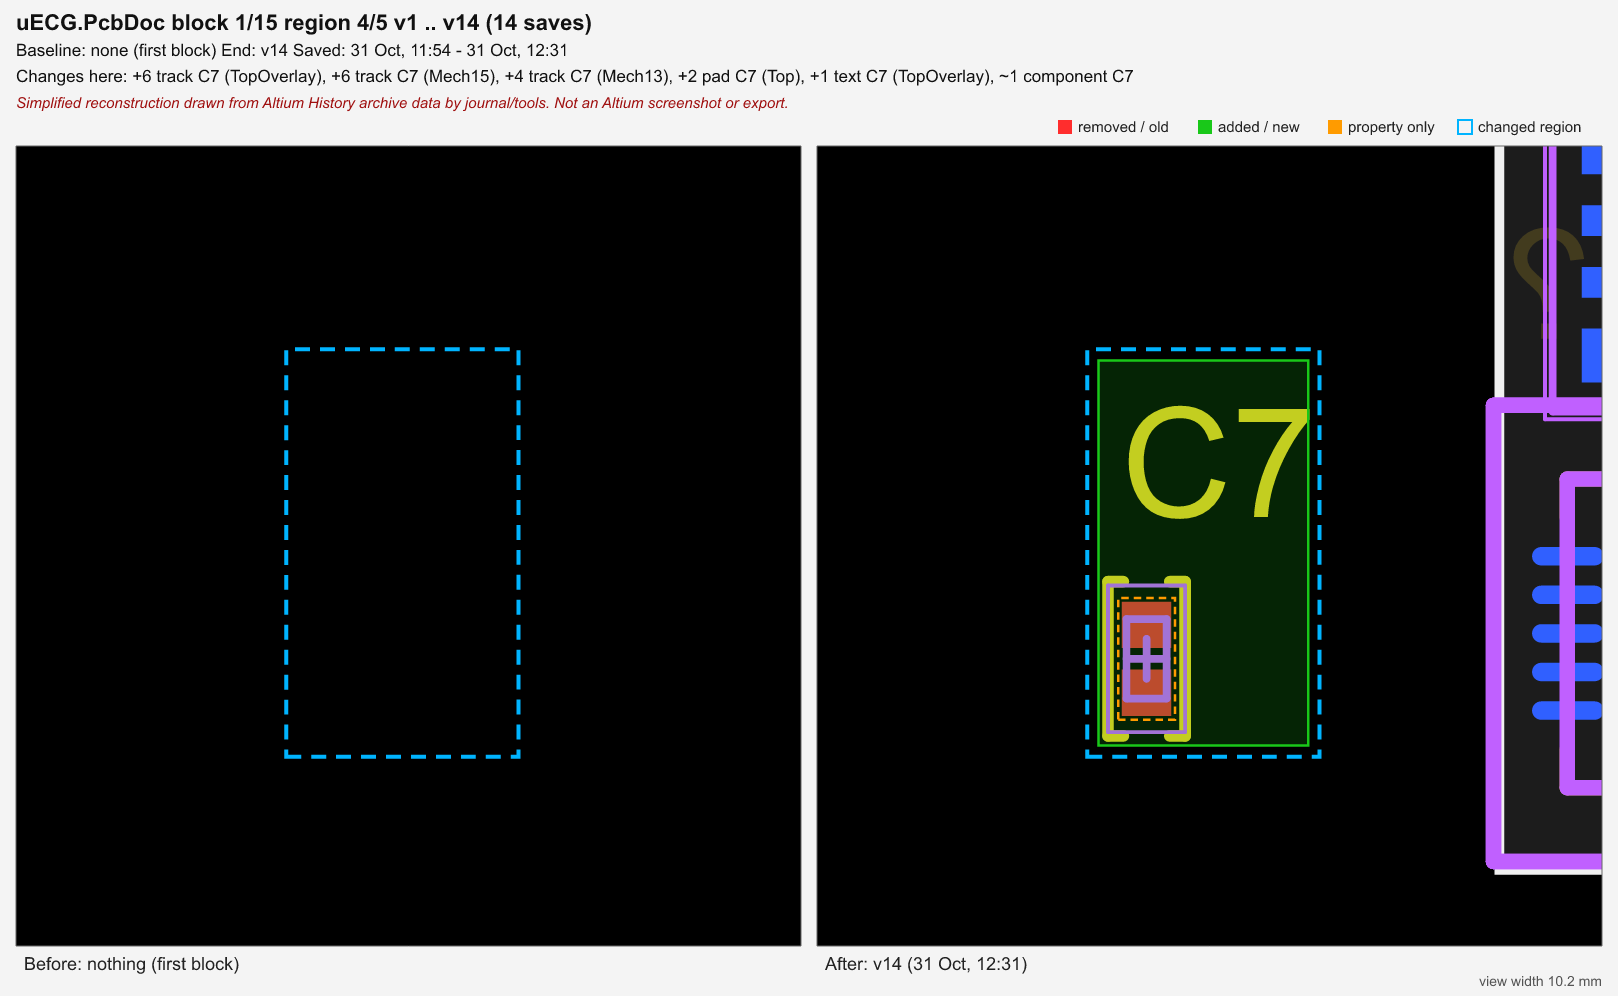 uECG.PcbDoc block 1/15 region 4/5 v1 .. v14 (14 saves)
Baseline: none (first block) End: v14 Saved: 31 Oct, 11:54 - 31 Oct, 12:31
Changes here: +6 track C7 (TopOverlay), +6 track C7 (Mech15), +4 track C7 (Mech13), +2 pad C7 (Top), +1 text C7 (TopOverlay), ~1 component C7
Simplified reconstruction drawn from Altium History archive data by journal/tools. Not an Altium screenshot or export.
removed / old
added / new
property only
changed region
C7
Before: nothing (first block)
After: v14 (31 Oct, 12:31)
view width 10.2 mm